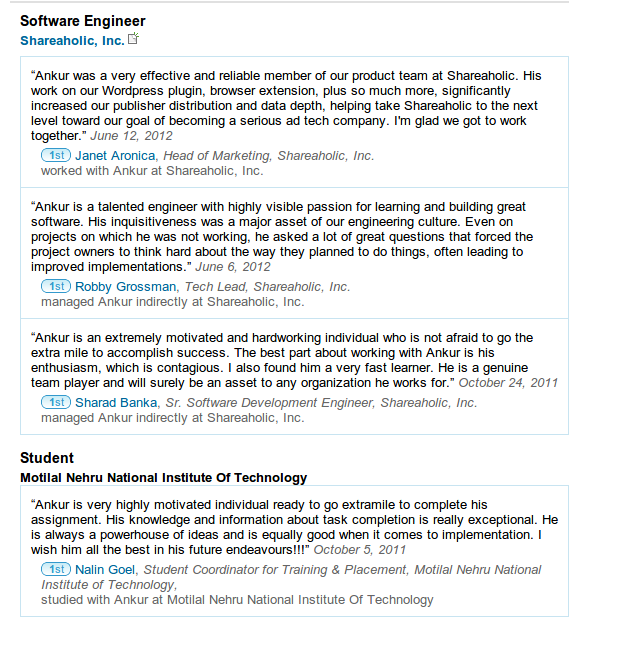 Software Engineer
Shareaholic, Inc.
“Ankur was a very effective and reliable member of our product team at Shareaholic. His
work on our Wordpress plugin, browser extension, plus so much more, significantly
increased our publisher distribution and data depth, helping take Shareaholic to the next
level toward our goal of becoming a serious ad tech company. I'm glad we got to work
together.” June 12, 2012
1st Janet Aronica, Head of Marketing, Shareaholic, Inc.
worked with Ankur at Shareaholic, Inc.
“Ankur is a talented engineer with highly visible passion for learning and building great
software. His inquisitiveness was a major asset of our engineering culture. Even on
projects on which he was not working, he asked a lot of great questions that forced the
project owners to think hard about the way they planned to do things, often leading to
improved implementations.” June 6, 2012
1st Robby Grossman, Tech Lead, Shareaholic, Inc.
managed Ankur indirectly at Shareaholic, Inc.
“Ankur is an extremely motivated and hardworking individual who is not afraid to go the
extra mile to accomplish success. The best part about working with Ankur is his
enthusiasm, which is contagious. I also found him a very fast learner. He is a genuine
team player and will surely be an asset to any organization he works for.” October 24, 2011
1st Sharad Banka, Sr. Software Development Engineer, Shareaholic, Inc.
managed Ankur indirectly at Shareaholic, Inc.
Student
Motilal Nehru National Institute Of Technology
“Ankur is very highly motivated individual ready to go extramile to complete his
assignment. His knowledge and information about task completion is really exceptional. He
is always a powerhouse of ideas and is equally good when it comes to implementation. I
wish him all the best in his future endeavours!!!” October 5, 2011
1st Nalin Goel, Student Coordinator for Training & Placement, Motilal Nehru National
Institute of Technology,
studied with Ankur at Motilal Nehru National Institute Of Technology